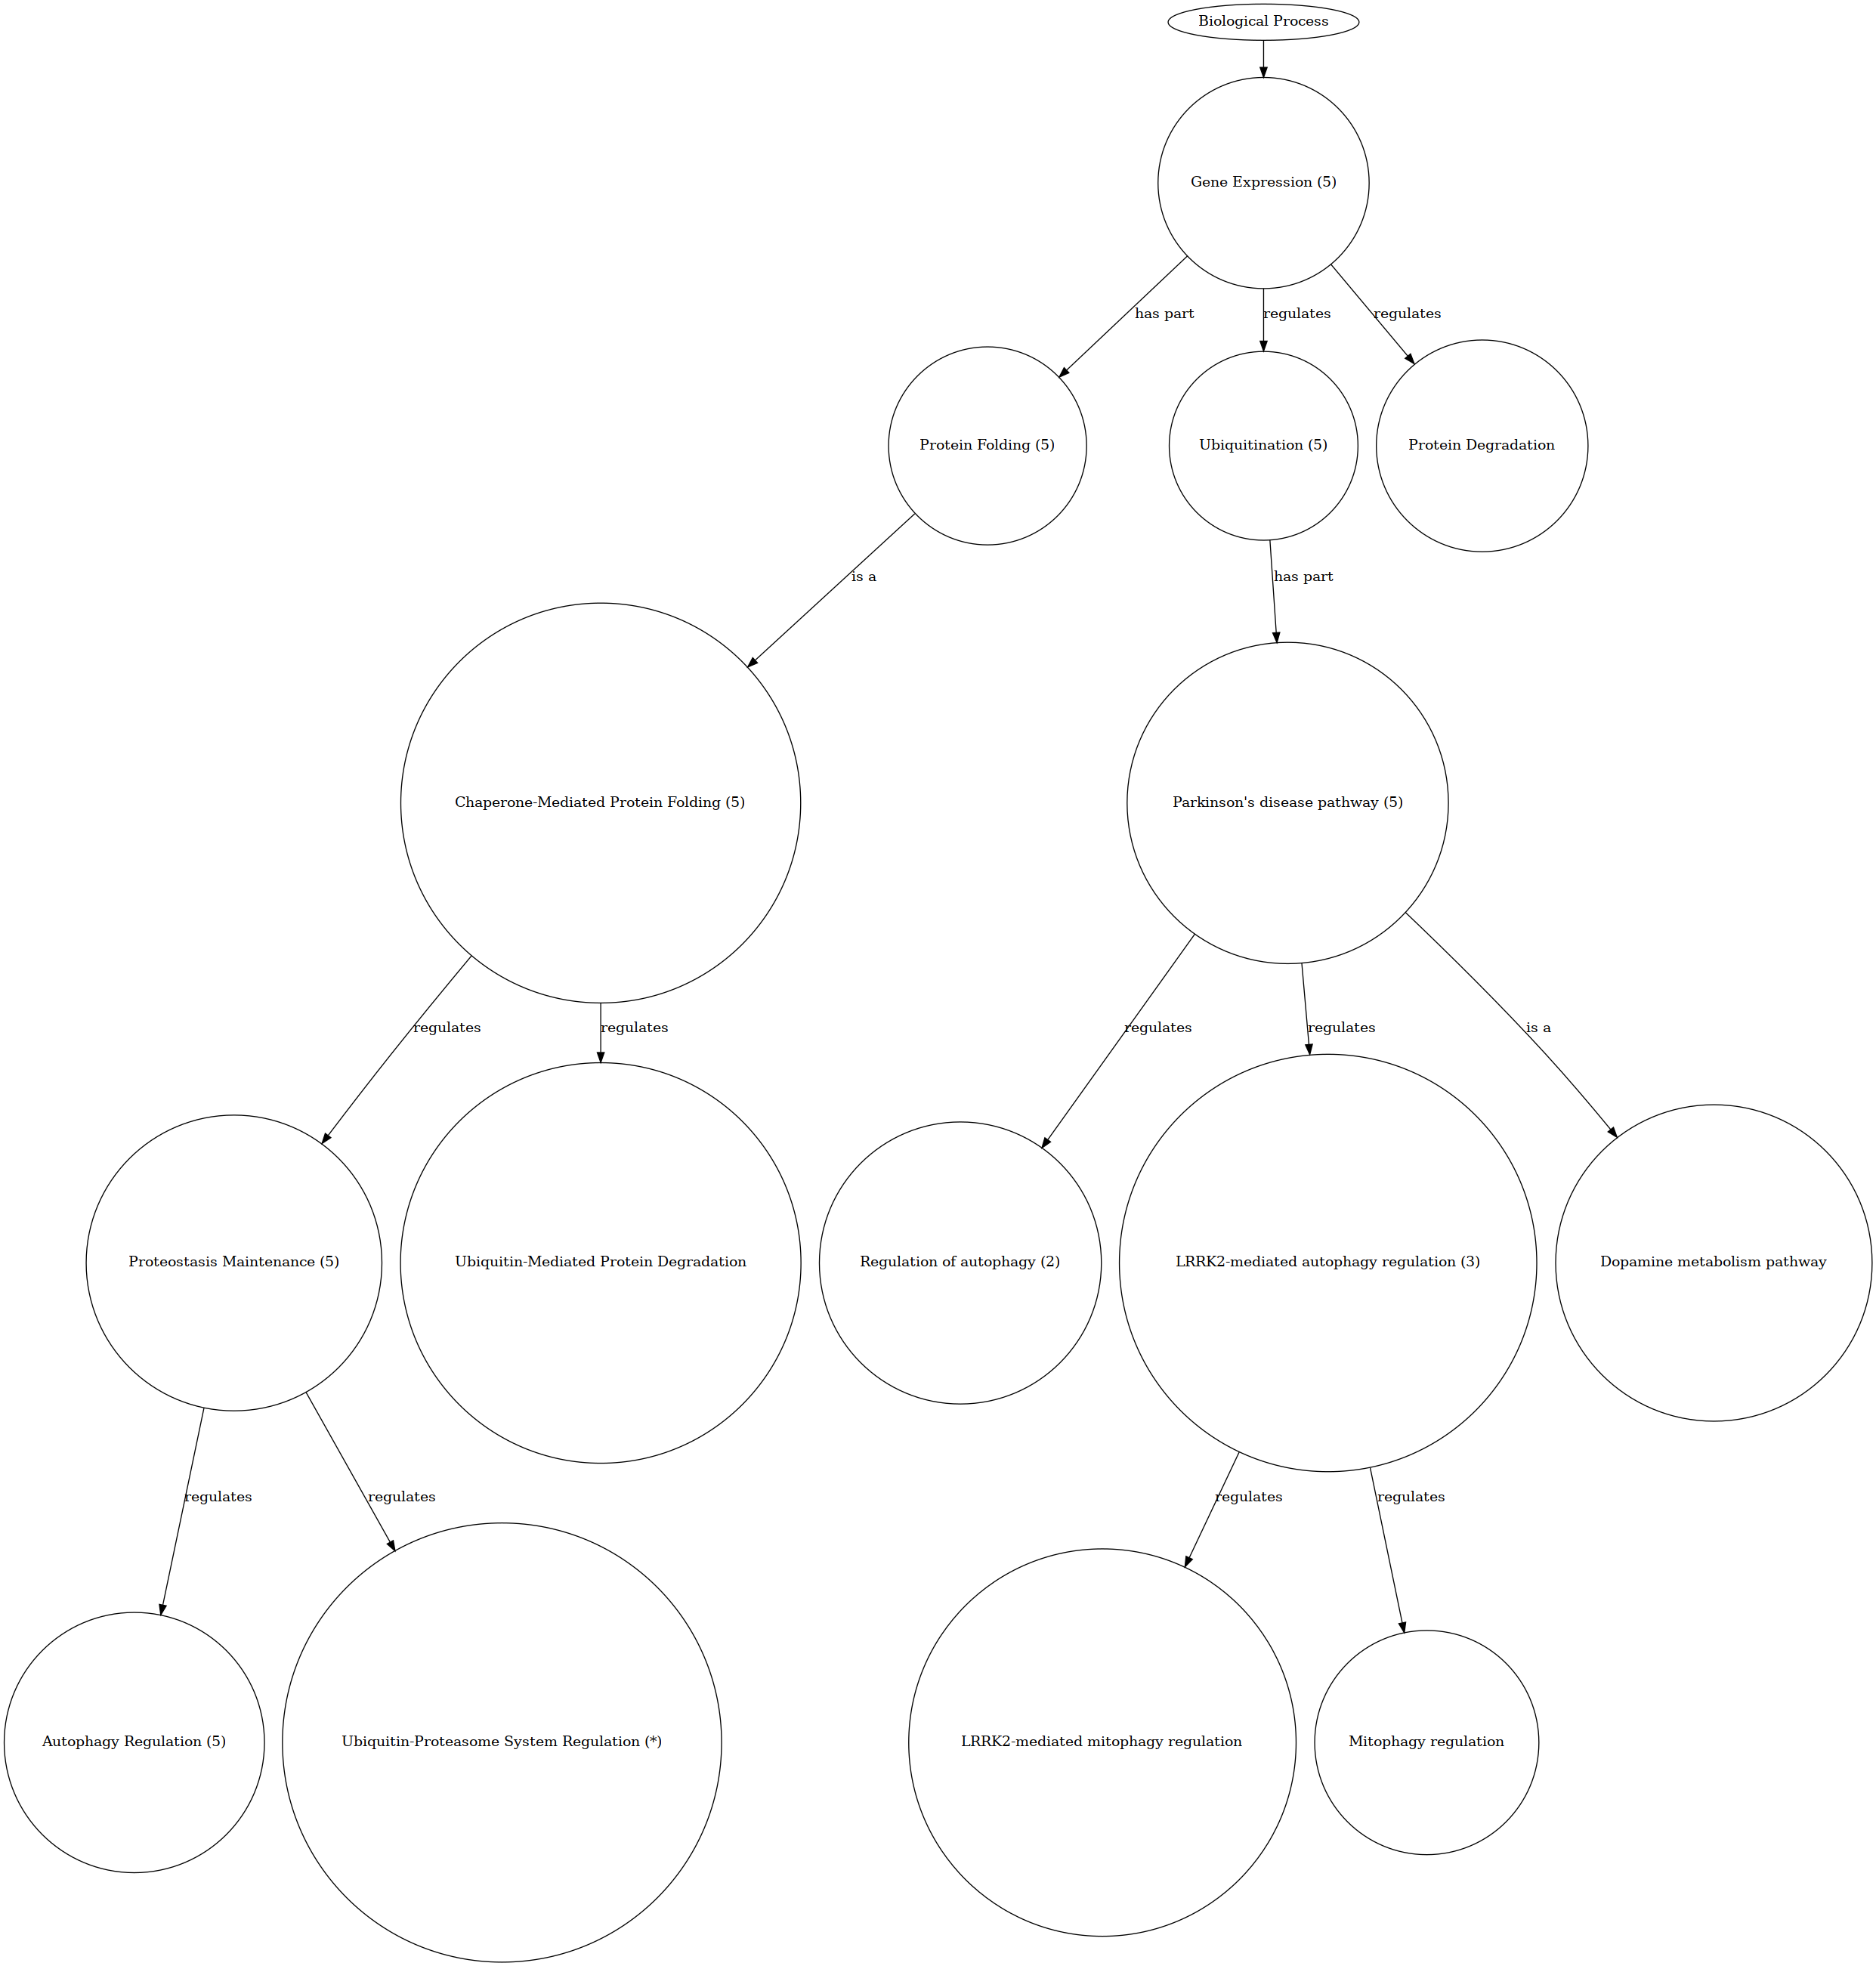 Biological Process
Gene Expression (5)
has part
regulates
regulates
Protein Folding (5)
Ubiquitination (5)
Protein Degradation
is a
has part
Chaperone-Mediated Protein Folding (5)
Parkinson's disease pathway (5)
regulates
regulates
regulates
regulates
is a
Proteostasis Maintenance (5)
Ubiquitin-Mediated Protein Degradation
Regulation of autophagy (2)
LRRK2-mediated autophagy regulation (3)
Dopamine metabolism pathway
regulates
regulates
regulates
regulates
Autophagy Regulation (5)
Ubiquitin-Proteasome System Regulation (*)
LRRK2-mediated mitophagy regulation
Mitophagy regulation